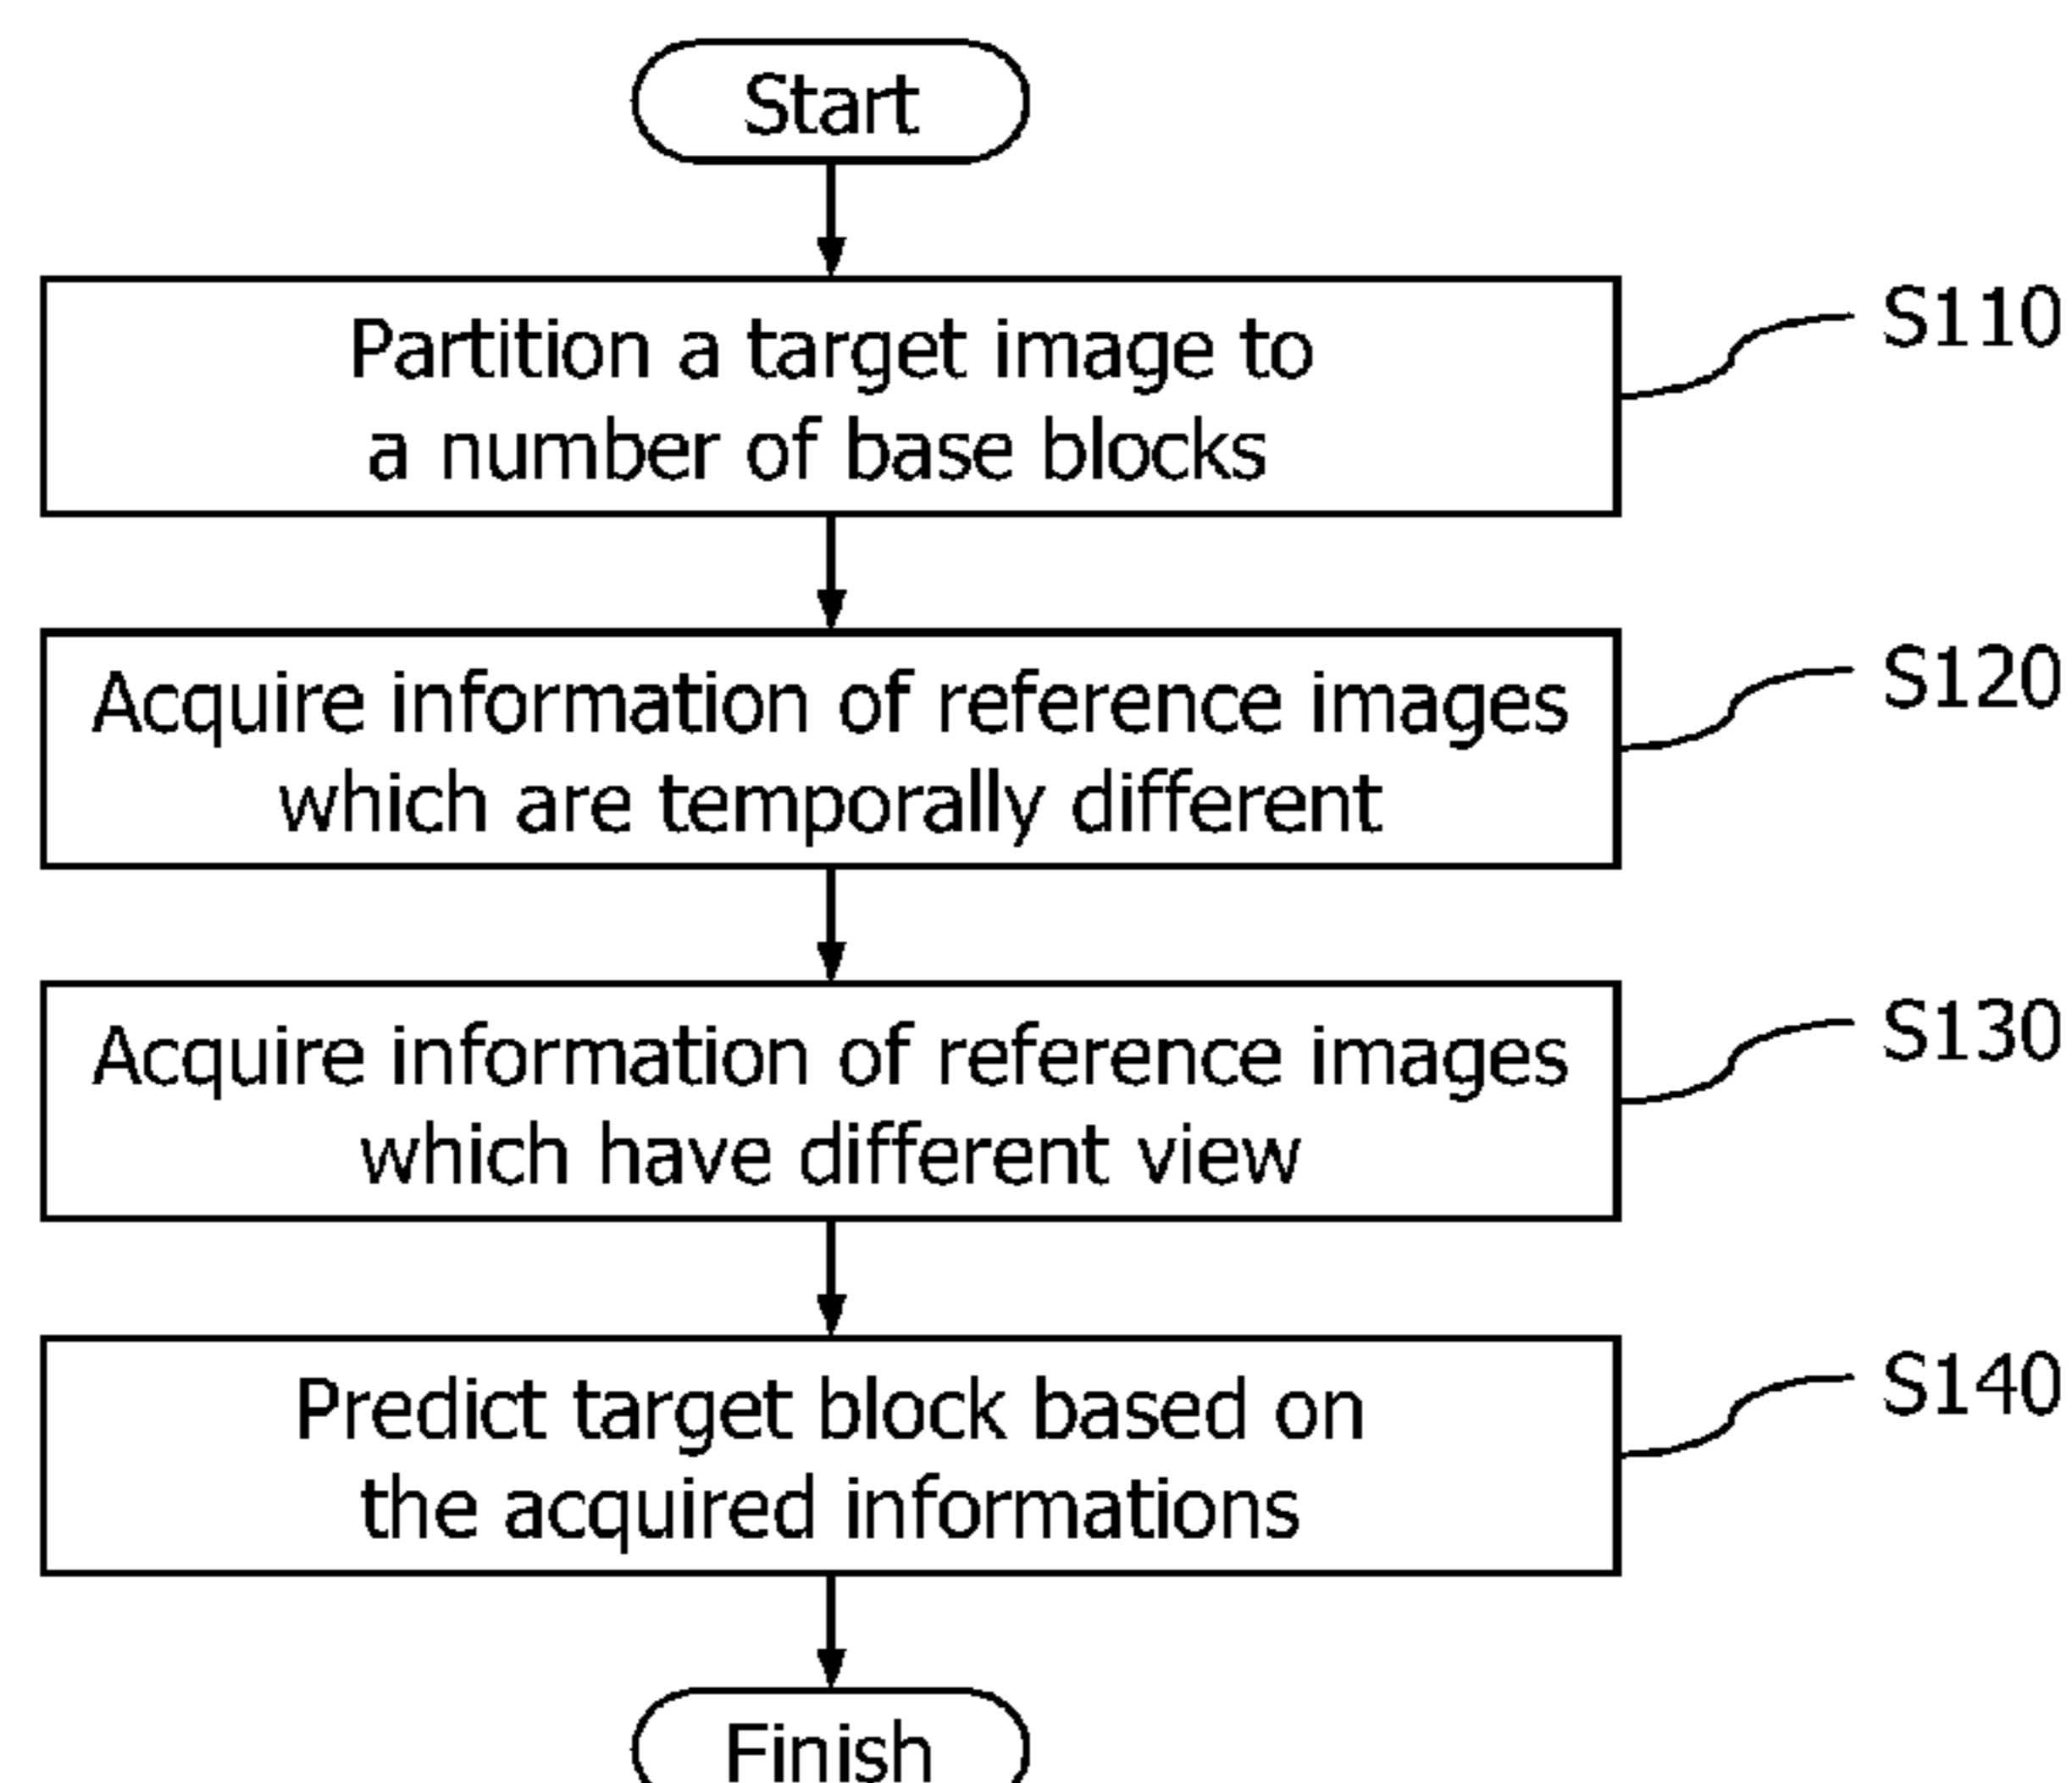 Start
Partition a target image to
a number of base blocks
S110
Acquire information of reference images
which are temporally different
S120
Acquire information of reference images
which have different view
S130
Predict target block based on
the acquired informations
S140
Finish